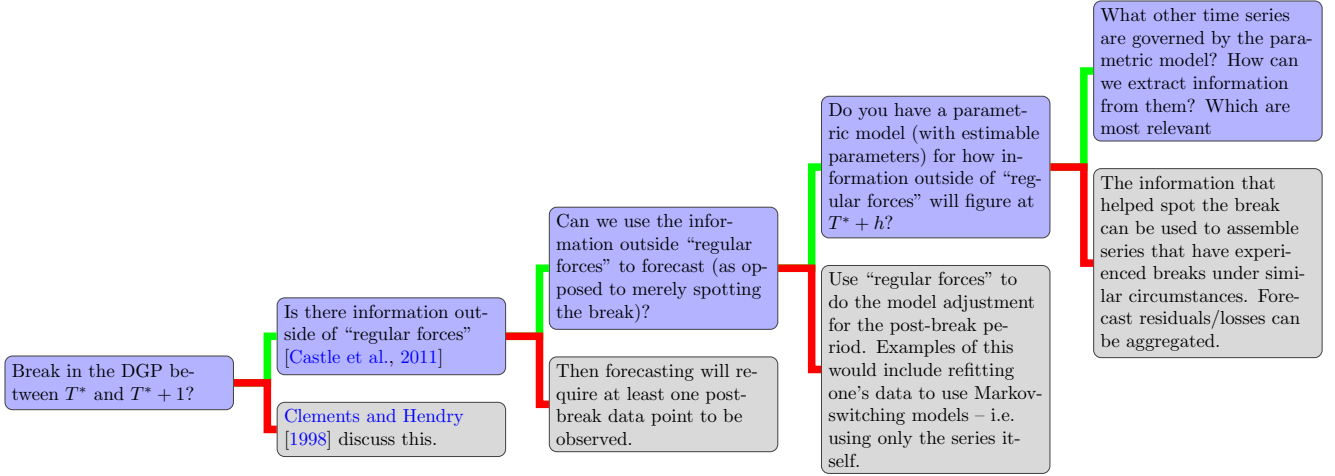 Break in the DGP be-
tween T* and T* + 1?
Is there information out-
side of “regular forces”
[Castle et al., 2011]
Clements and Hendry
[1998] discuss this.
Can we use the infor-
mation outside “regular
forces” to forecast (as op-
posed to merely spotting
the break)?
Then forecasting will re-
quire at least one post-
break data point to be
observed.
Do you have a paramet-
ric model (with estimable
parameters) for how in-
formation outside of “reg-
ular forces” will figure at
T* + h?
Use “regular forces” to
do the model adjustment
for the post-break pe-
riod. Examples of this
would include refitting
one’s data to use Markov-
switching models – i.e.
using only the series it-
self.
What other time series
are governed by the para-
metric model? How can
we extract information
from them? Which are
most relevant
The information that
helped spot the break
can be used to assemble
series that have experi-
enced breaks under simi-
lar circumstances. Fore-
cast residuals/losses can
be aggregated.